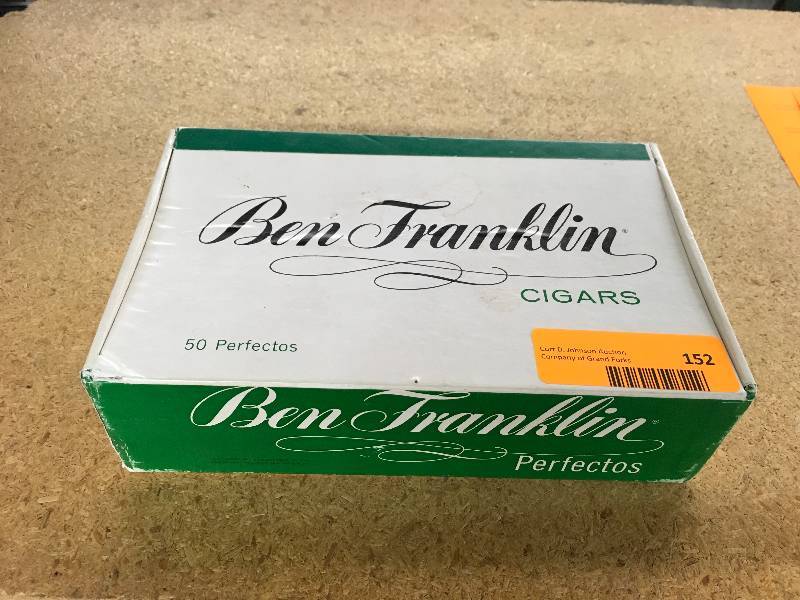 Ben Franklin®
CIGARS
50 Perfectos
Curt D. Johnson Auction
Company of Grand Forks
152
Ben Franklin®
Perfectos